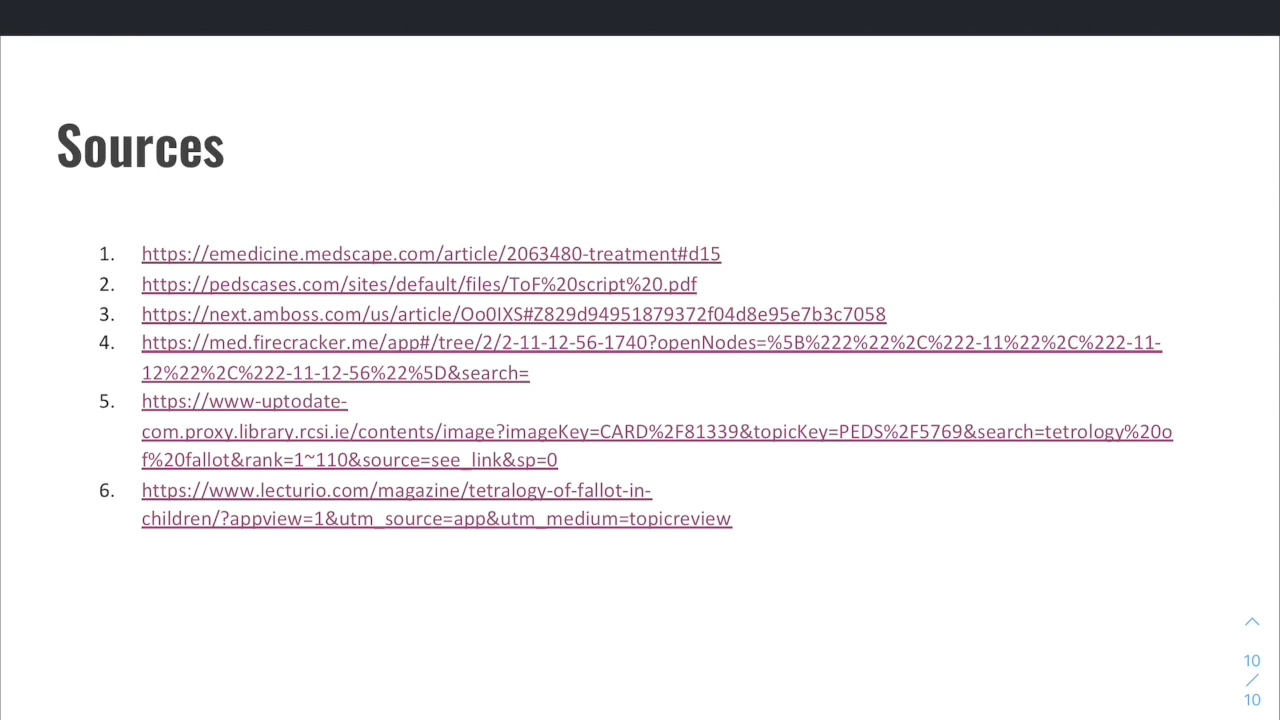 Sources
1. https://emedicine.medscape.com/article/2063480-treatment#d15
2. https://pedscases.com/sites/default/files/ToF%20script%20.pdf
3. https://next.amboss.com/us/article/Oo0IXS#Z829d94951879372f04d8e95e7b3c7058
4. https://med.firecracker.me/app#/tree/2/2-11-12-56-1740?openNodes=%5B%222%22%2C%222-11%22%2C%222-11-
12%22%2C%222-11-12-56%22%5D&search=
5. https://www-uptodate-
com.proxy.library.rcsi.ie/contents/image?imageKey=CARD%2F81339&topicKey=PEDS%2F5769&search=tetrology%20o
f%20fallot&rank=1~110&source=see_link&sp=0
6. https://www.lecturio.com/magazine/tetralogy-of-fallot-in-
children/?appview=1&utm_source=app&utm_medium=topicreview
10
/
10